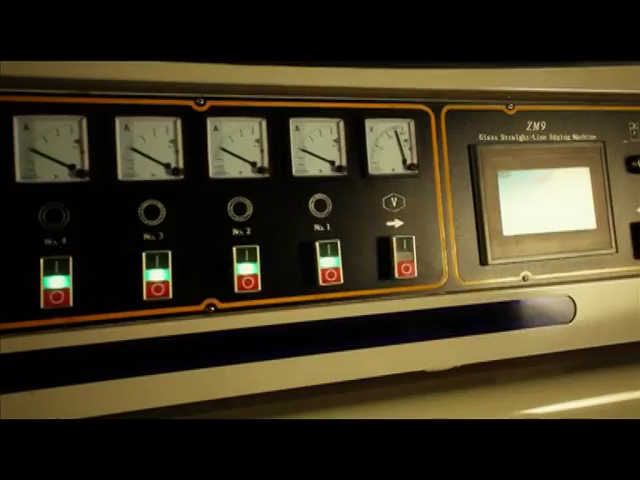 ZM9
Glass Straight-Line Edging Machine
A
A
A
A
V
V
No. 4
No. 3
No. 2
No. 1